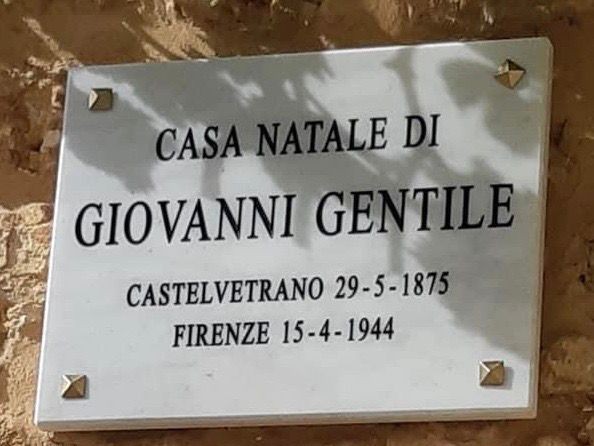 CASA NATALE DI
GIOVANNI GENTILE
CASTELVETRANO 29-5-1875
FIRENZE 15-4-1944